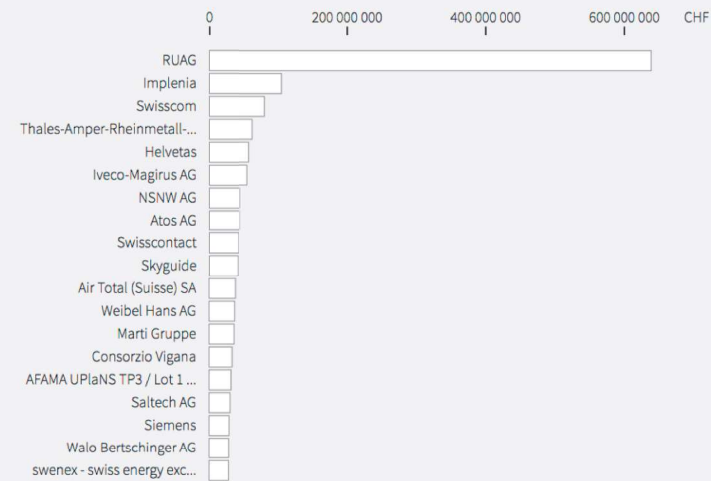 0 200 000 000 400 000 000 600 000 000 CHF
RUAG
Implenia
Swisscom
Thales-Amper-Rheinmetall-...
Helvetas
Iveco-Magirus AG
NSNW AG
Atos AG
Swisscontact
Skyguide
Air Total (Suisse) SA
Weibel Hans AG
Marti Gruppe
Consorzio Vigana
AFAMA UPlaNS TP3 / Lot 1 ...
Saltech AG
Siemens
Walo Bertschinger AG
swenex - swiss energy exc...